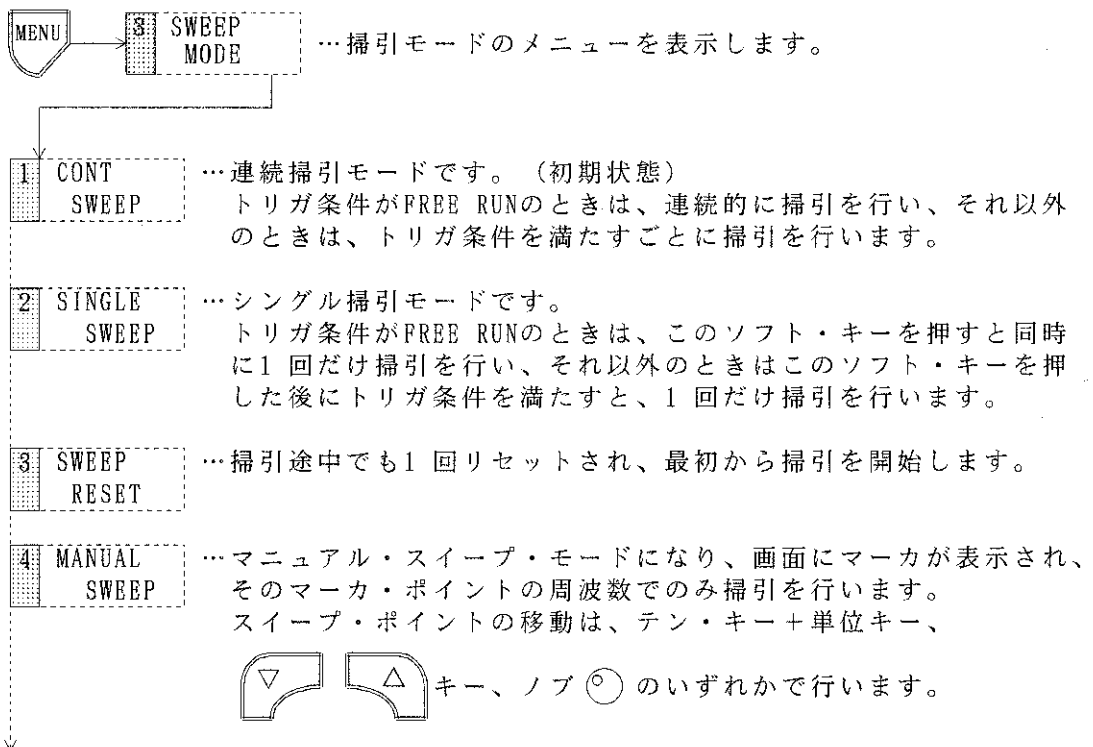 MENU 3 SWEEP MODE …掃引モードのメニューを表示します。
1 CONT SWEEP …連続掃引モードです。（初期状態）
トリガ条件がFREE RUNのときは、連続的に掃引を行い、それ以外
のときは、トリガ条件を満たすごとに掃引を行います。
2 SINGLE SWEEP …シングル掃引モードです。
トリガ条件がFREE RUNのときは、このソフト・キーを押すと同時
に1 回だけ掃引を行い、それ以外のときはこのソフト・キーを押
した後にトリガ条件を満たすと、1 回だけ掃引を行います。
3 SWEEP RESET …掃引途中でも1 回リセットされ、最初から掃引を開始します。
4 MANUAL SWEEP …マニュアル・スイープ・モードになり、画面にマーカが表示され、
そのマーカ・ポイントの周波数でのみ掃引を行います。
スイープ・ポイントの移動は、テン・キー＋単位キー、
▽ △ キー、ノブ のいずれかで行います。